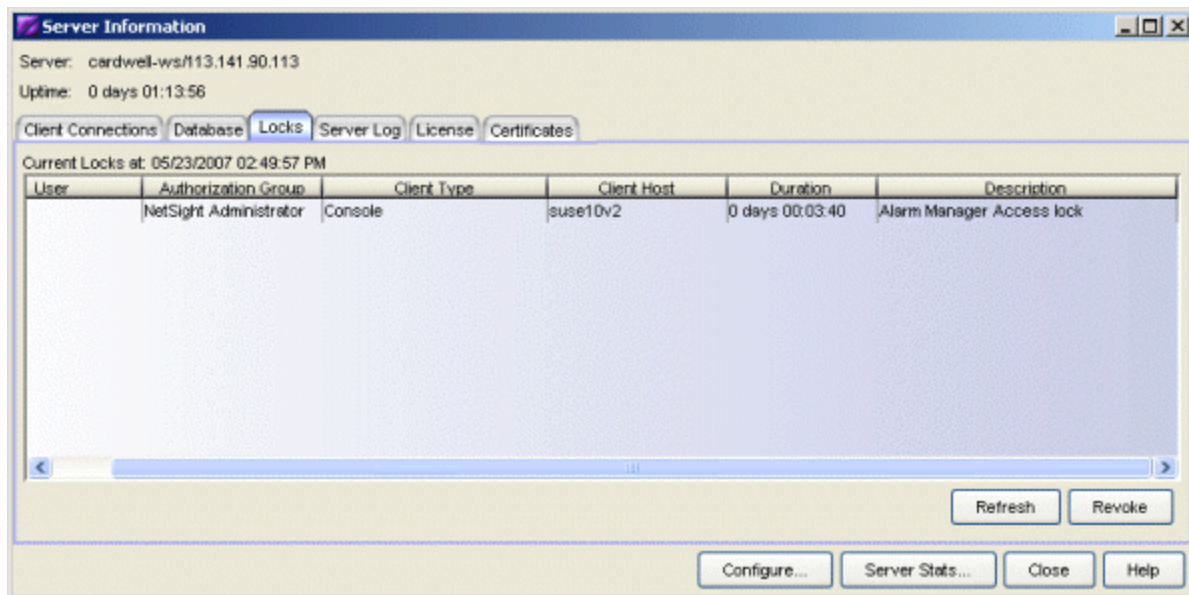 Server Information
Server: cardwell-ws/113.141.90.113
Uptime: 0 days 01:13:56
Client Connections Database Locks Server Log License Certificates
Current Locks at: 05/23/2007 02:49:57 PM
User Authorization Group Client Type Client Host Duration Description
NetSight Administrator Console suse10v2 0 days 00:03:40 Alarm Manager Access lock
Refresh Revoke
Configure... Server Stats... Close Help